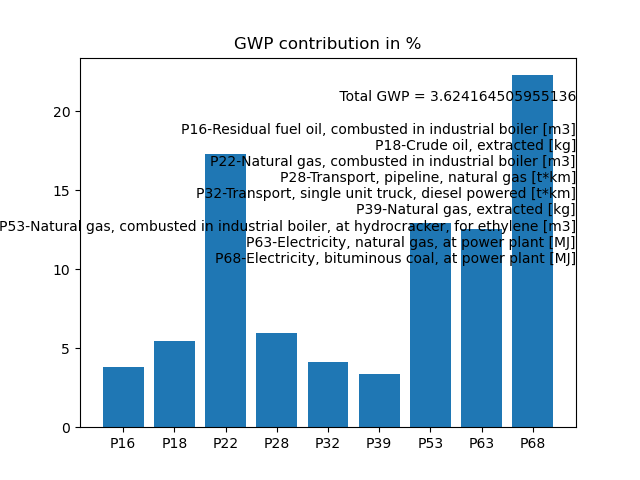 GWP contribution in %
Total GWP = 3.624164505955136
P16-Residual fuel oil, combusted in industrial boiler [m3]
P18-Crude oil, extracted [kg]
P22-Natural gas, combusted in industrial boiler [m3]
P28-Transport, pipeline, natural gas [t*km]
P32-Transport, single unit truck, diesel powered [t*km]
P39-Natural gas, extracted [kg]
P53-Natural gas, combusted in industrial boiler, at hydrocracker, for ethylene [m3]
P63-Electricity, natural gas, at power plant [MJ]
P68-Electricity, bituminous coal, at power plant [MJ]
20
15
10
5
0
P16 P18 P22 P28 P32 P39 P53 P63 P68